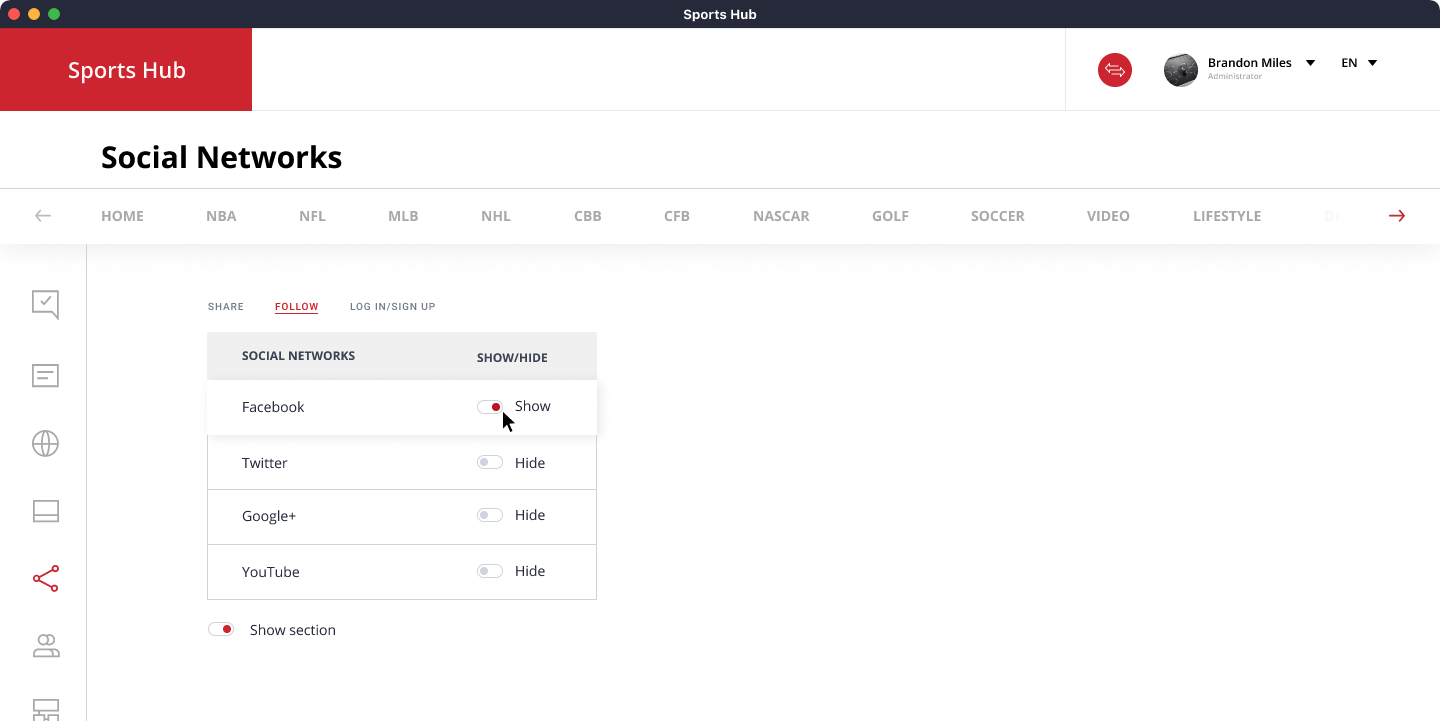 Sports Hub
Sports Hub
Brandon Miles
Administrator
EN
Social Networks
HOME NBA NFL MLB NHL CBB CFB NASCAR GOLF SOCCER VIDEO LIFESTYLE
SHARE FOLLOW LOG IN/SIGN UP
SOCIAL NETWORKS SHOW/HIDE
Facebook Show
Twitter Hide
Google+ Hide
YouTube Hide
Show section